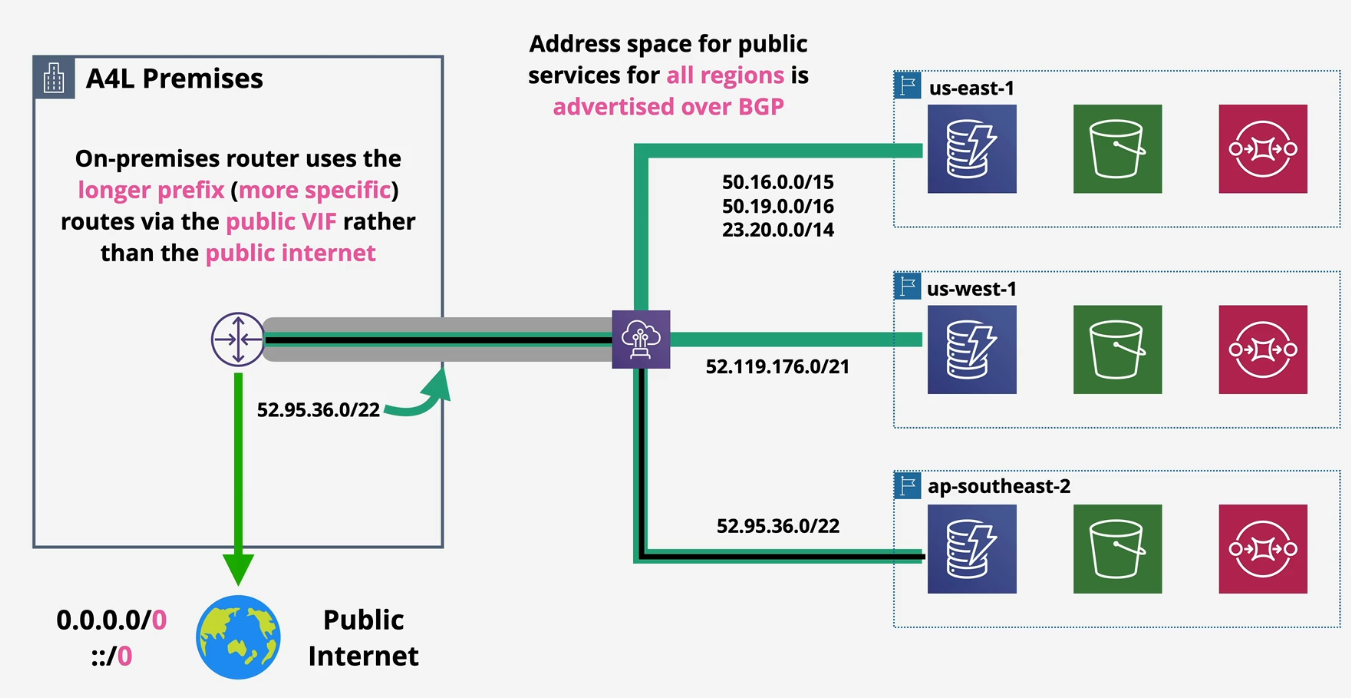 A4L Premises
On-premises router uses the
longer prefix (more specific)
routes via the public VIF rather
than the public internet
52.95.36.0/22
0.0.0.0/0
::/0
Public
Internet
Address space for public
services for all regions is
advertised over BGP
50.16.0.0/15
50.19.0.0/16
23.20.0.0/14
52.119.176.0/21
52.95.36.0/22
us-east-1
us-west-1
ap-southeast-2